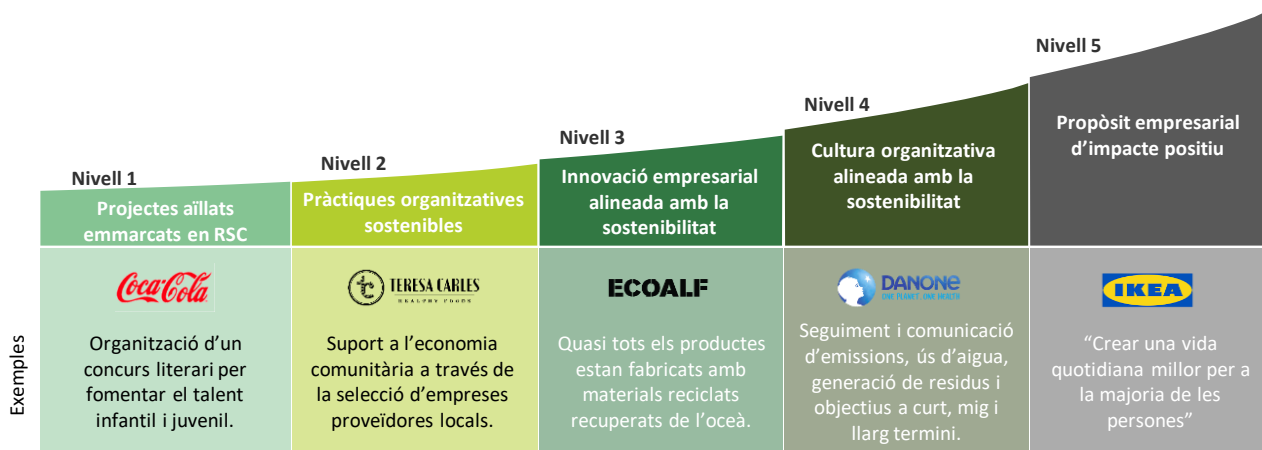 Nivell 1
Projectes aïllats
emmarcats en RSC
Nivell 2
Pràctiques organitzatives
sostenibles
Nivell 3
Innovació empresarial
alineada amb la
sostenibilitat
Nivell 4
Cultura organitzativa
alineada amb la
sostenibilitat
Nivell 5
Propòsit empresarial
d’impacte positiu
Exemples
Coca-Cola
Organització d’un
concurs literari per
fomentar el talent
infantil i juvenil.
tc TERESA CARLES
HEALTHY FOODS
Suport a l’economia
comunitària a través de
la selecció d’empreses
proveïdores locals.
ECOALF
Quasi tots els productes
estan fabricats amb
materials reciclats
recuperats de l’oceà.
DANONE
ONE PLANET. ONE HEALTH
Seguiment i comunicació
d’emissions, ús d’aigua,
generació de residus i
objectius a curt, mig i
llarg termini.
IKEA
“Crear una vida
quotidiana millor per a
la majoria de les
persones”